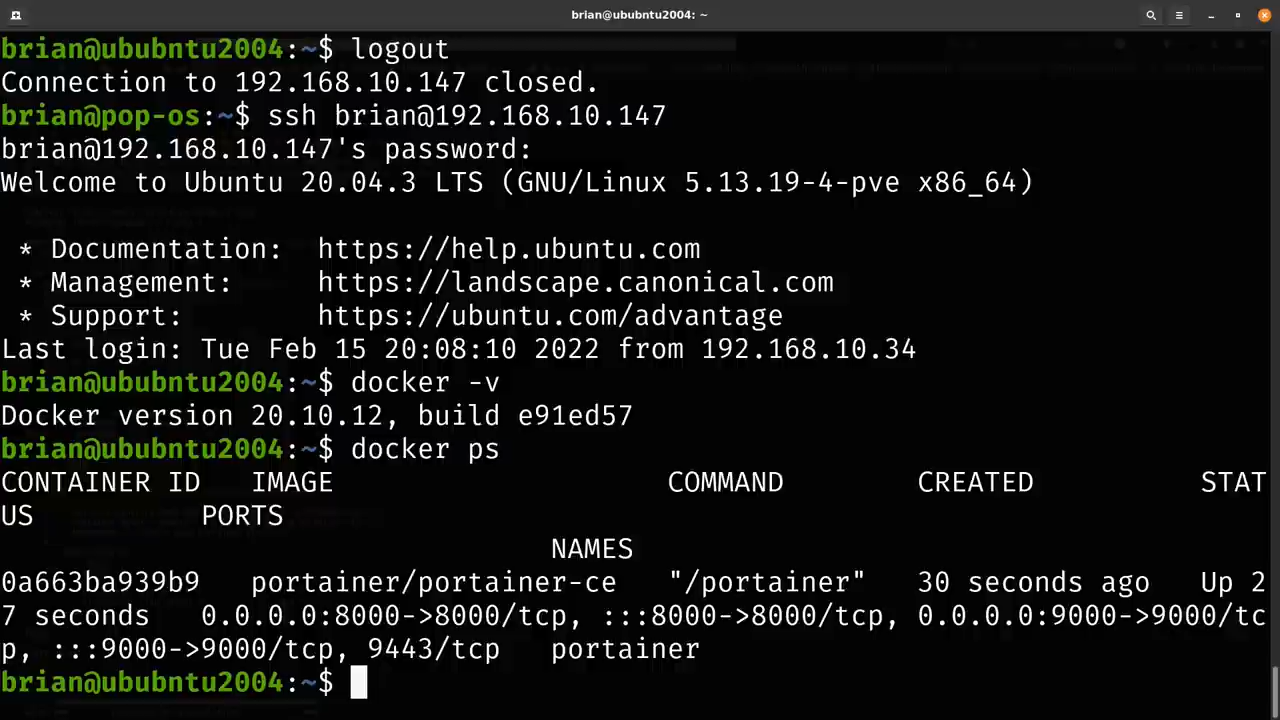 brian@ububntu2004: ~
brian@ububntu2004:~$ logout
Connection to 192.168.10.147 closed.
brian@pop-os:~$ ssh brian@192.168.10.147
brian@192.168.10.147's password:
Welcome to Ubuntu 20.04.3 LTS (GNU/Linux 5.13.19-4-pve x86_64)
* Documentation:  https://help.ubuntu.com
* Management:     https://landscape.canonical.com
* Support:        https://ubuntu.com/advantage
Last login: Tue Feb 15 20:08:10 2022 from 192.168.10.34
brian@ububntu2004:~$ docker -v
Docker version 20.10.12, build e91ed57
brian@ububntu2004:~$ docker ps
CONTAINER ID   IMAGE                    COMMAND        CREATED          STAT
US          PORTS
NAMES
0a663ba939b9   portainer/portainer-ce   "/portainer"   30 seconds ago   Up 2
7 seconds   0.0.0.0:8000->8000/tcp, :::8000->8000/tcp, 0.0.0.0:9000->9000/tc
p, :::9000->9000/tcp, 9443/tcp   portainer
brian@ububntu2004:~$